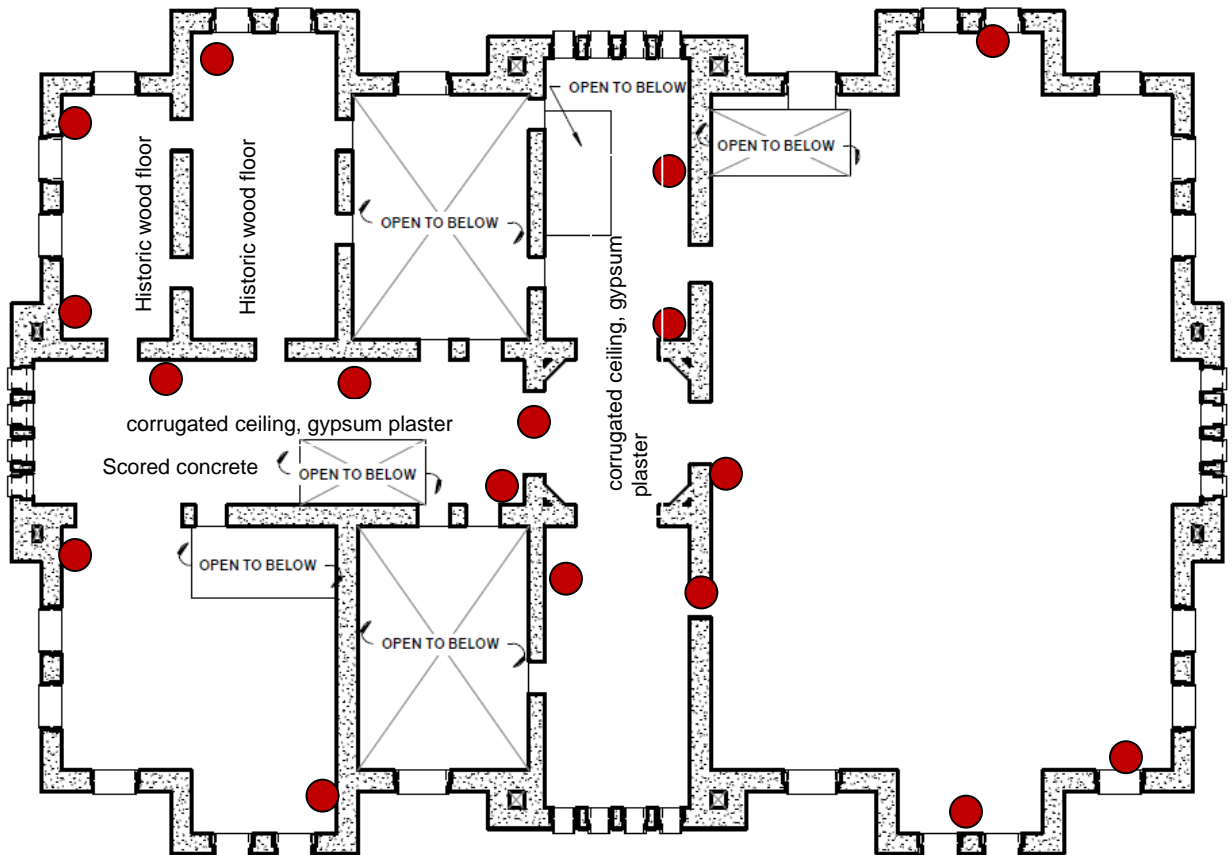 OPEN TO BELOW
OPEN TO BELOW
Historic wood floor
Historic wood floor
OPEN TO BELOW
corrugated ceiling, gypsum
plaster
corrugated ceiling, gypsum plaster
Scored concrete
OPEN TO BELOW
OPEN TO BELOW
OPEN TO BELOW